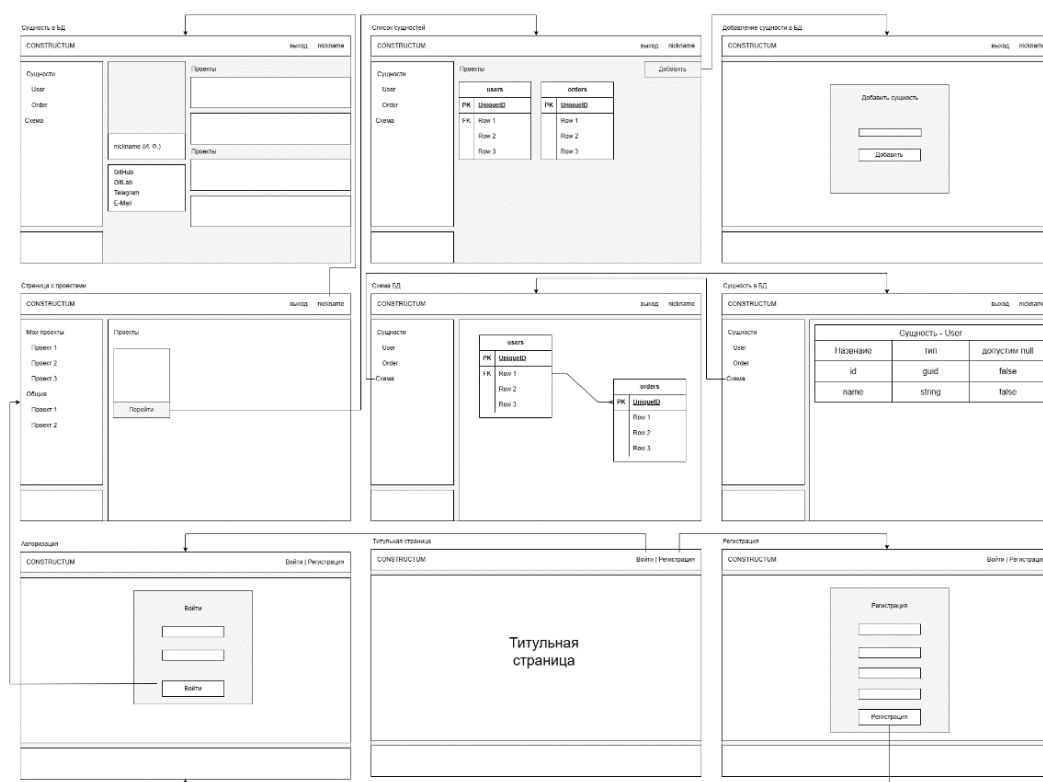 Сущность в БД
CONSTRUCTUM
выход nickname
Сущности
User
Order
Схема
nickname (И. Ф.)
GitHub
GitLab
Telegram
E-Mail
Проекты
Проекты
Список сущностей
CONSTRUCTUM
выход nickname
Сущности
User
Order
Схема
Проекты
Добавить
users
PK UniqueID
FK Row 1
Row 2
Row 3
orders
PK UniqueID
Row 1
Row 2
Row 3
Добавление сущности в БД
CONSTRUCTUM
выход nickname
Добавить сущность
Добавить
Страница с проектами
CONSTRUCTUM
выход nickname
Мои проекты
Проект 1
Проект 2
Проект 3
Общие
Проект 1
Проект 2
Проекты
Перейти
Схема БД
CONSTRUCTUM
выход nickname
Сущности
User
Order
Схема
users
PK UniqueID
FK Row 1
Row 2
Row 3
orders
PK UniqueID
Row 1
Row 2
Row 3
Сущность в БД
CONSTRUCTUM
выход nickname
Сущности
User
Order
Схема
Сущность - User
Назвнаие тип допустим null
id guid false
name string false
Авторизация
CONSTRUCTUM
Войти | Регистрация
Войти
Войти
Титульная страница
CONSTRUCTUM
Войти | Регистрация
Титульная
страница
Регистрация
CONSTRUCTUM
Войти | Регистрация
Регистрация
Регистрация